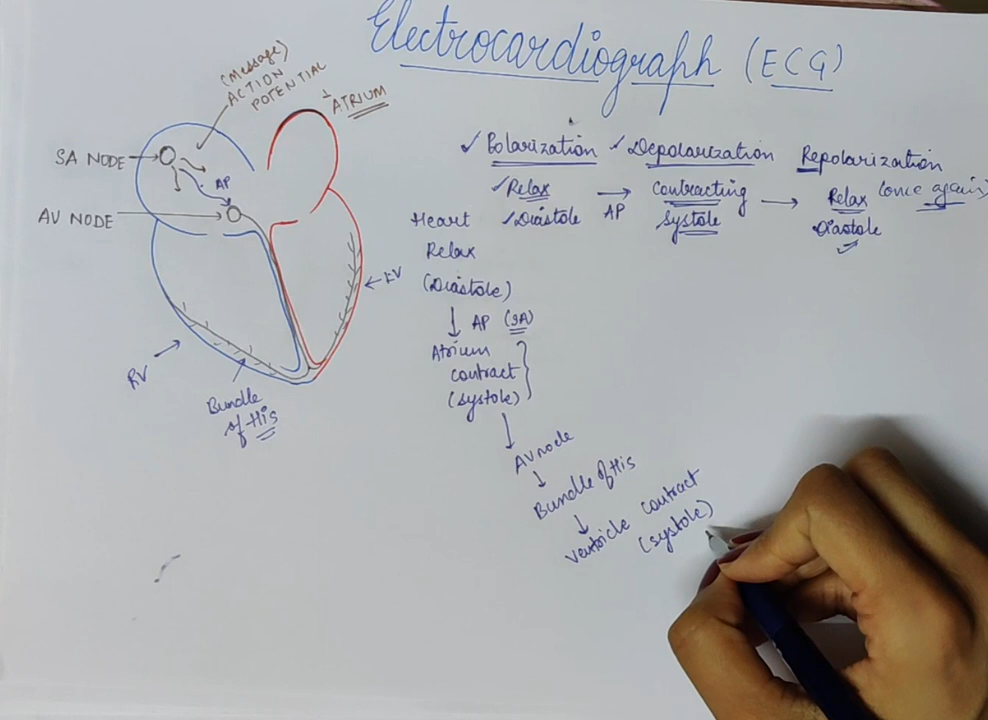 Electrocardiograph (ECG)
(Message)
ACTION
POTENTIAL
ATRIUM
SA NODE
AP
AV NODE
RV
Bundle
of His
✓ Polarization ✓ Depolarization Repolarization
✓ Relax → Contracting → Relax (once again)
✓ Diastole AP Systole Diastole ✓
Heart
Relax
(Diastole)
↓ AP (SA)
Atrium
contract
(systole)
↓
AV node
↓
Bundle of His
↓
Ventricle contract
(systole)